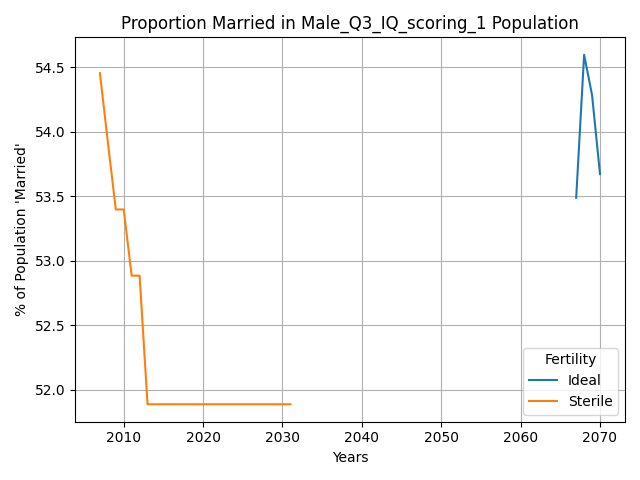 Proportion Married in Male_Q3_IQ_scoring_1 Population
% of Population 'Married'
54.5
54.0
53.5
53.0
52.5
52.0
2010 2020 2030 2040 2050 2060 2070
Years
Fertility
Ideal
Sterile